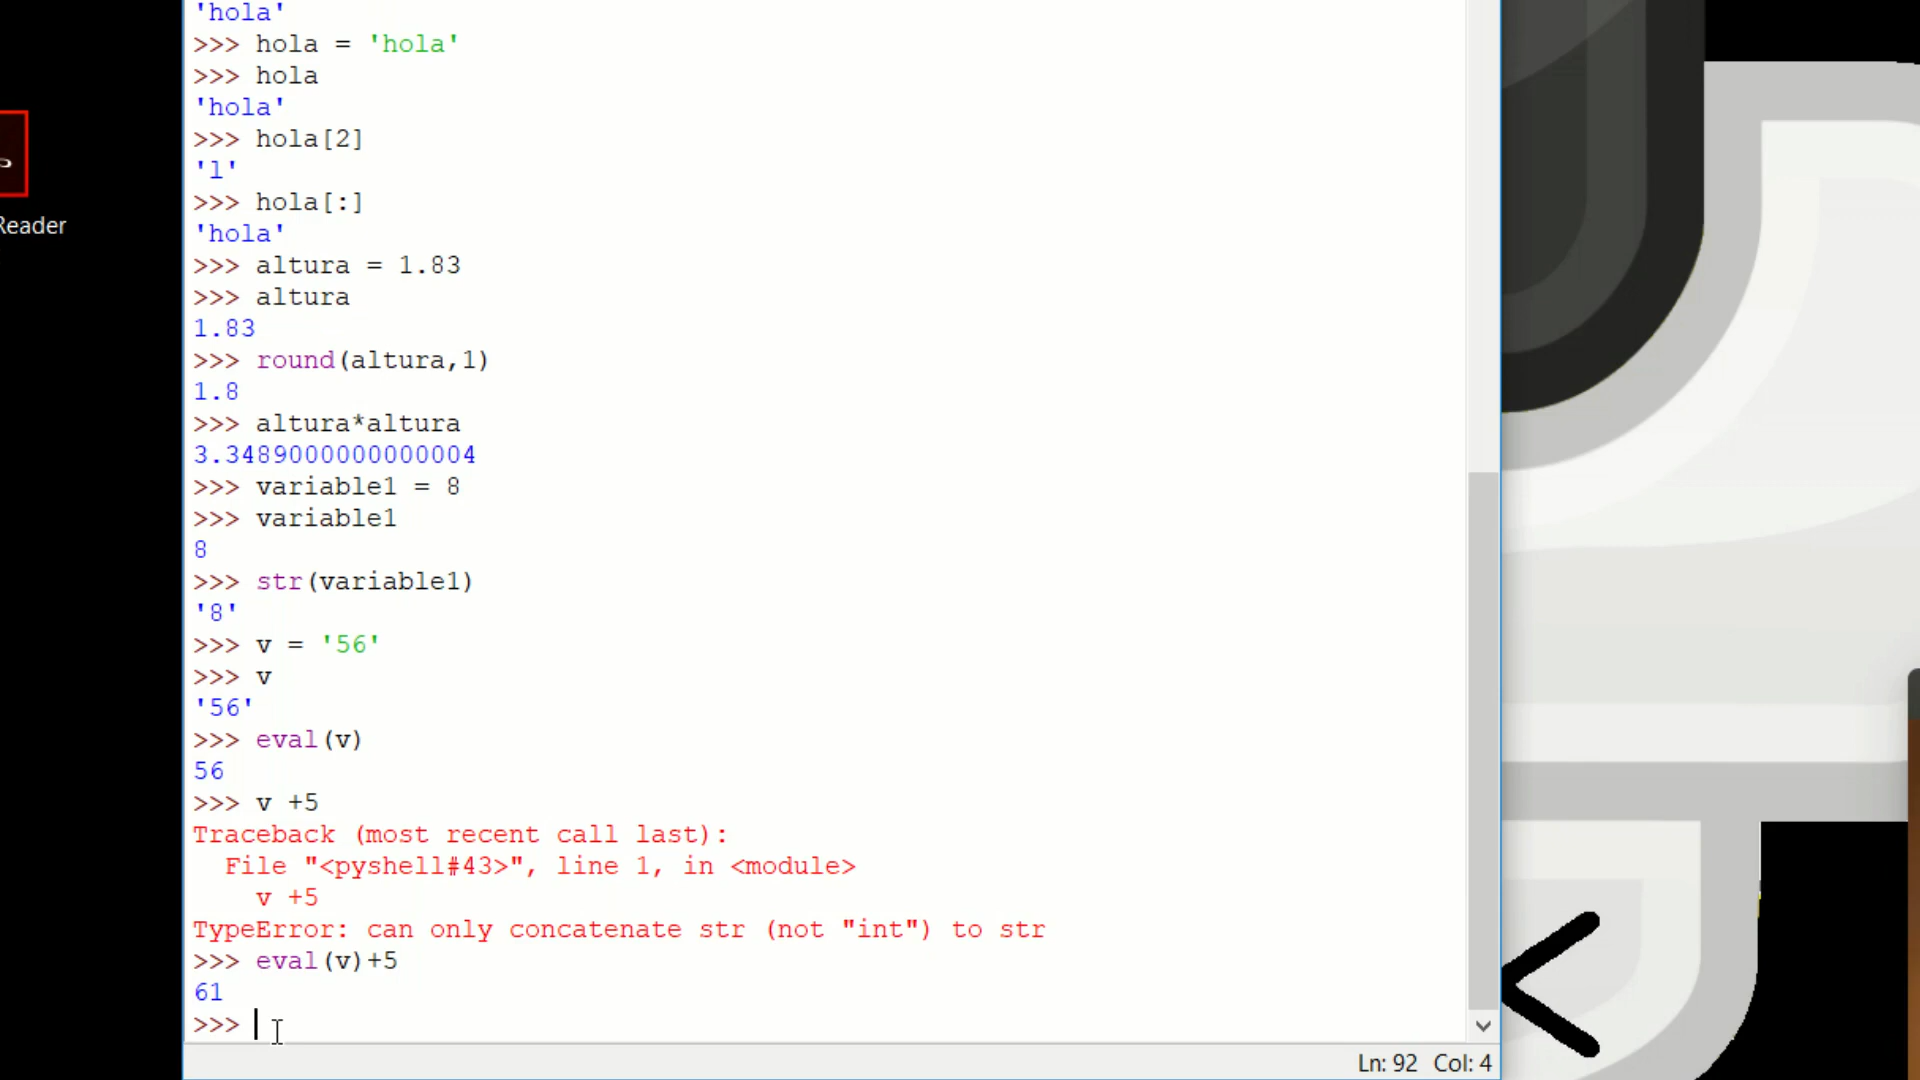 'hola'
>>> hola = 'hola'
>>> hola
'hola'
>>> hola[2]
'l'
>>> hola[:]
'hola'
>>> altura = 1.83
>>> altura
1.83
>>> round(altura,1)
1.8
>>> altura*altura
3.3489000000000004
>>> variable1 = 8
>>> variable1
8
>>> str(variable1)
'8'
>>> v = '56'
>>> v
'56'
>>> eval(v)
56
>>> v +5
Traceback (most recent call last):
  File "<pyshell#43>", line 1, in <module>
    v +5
TypeError: can only concatenate str (not "int") to str
>>> eval(v)+5
61
>>>
Ln: 92 Col: 4
Reader